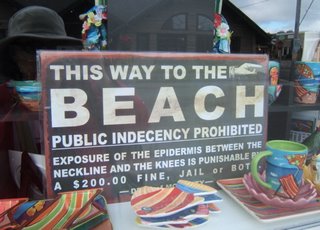 THIS WAY TO THE
BEACH
PUBLIC INDECENCY PROHIBITED
EXPOSURE OF THE EPIDERMIS BETWEEN THE
NECKLINE AND THE KNEES IS PUNISHABLE
A $200.00 FINE, JAIL or BOTH